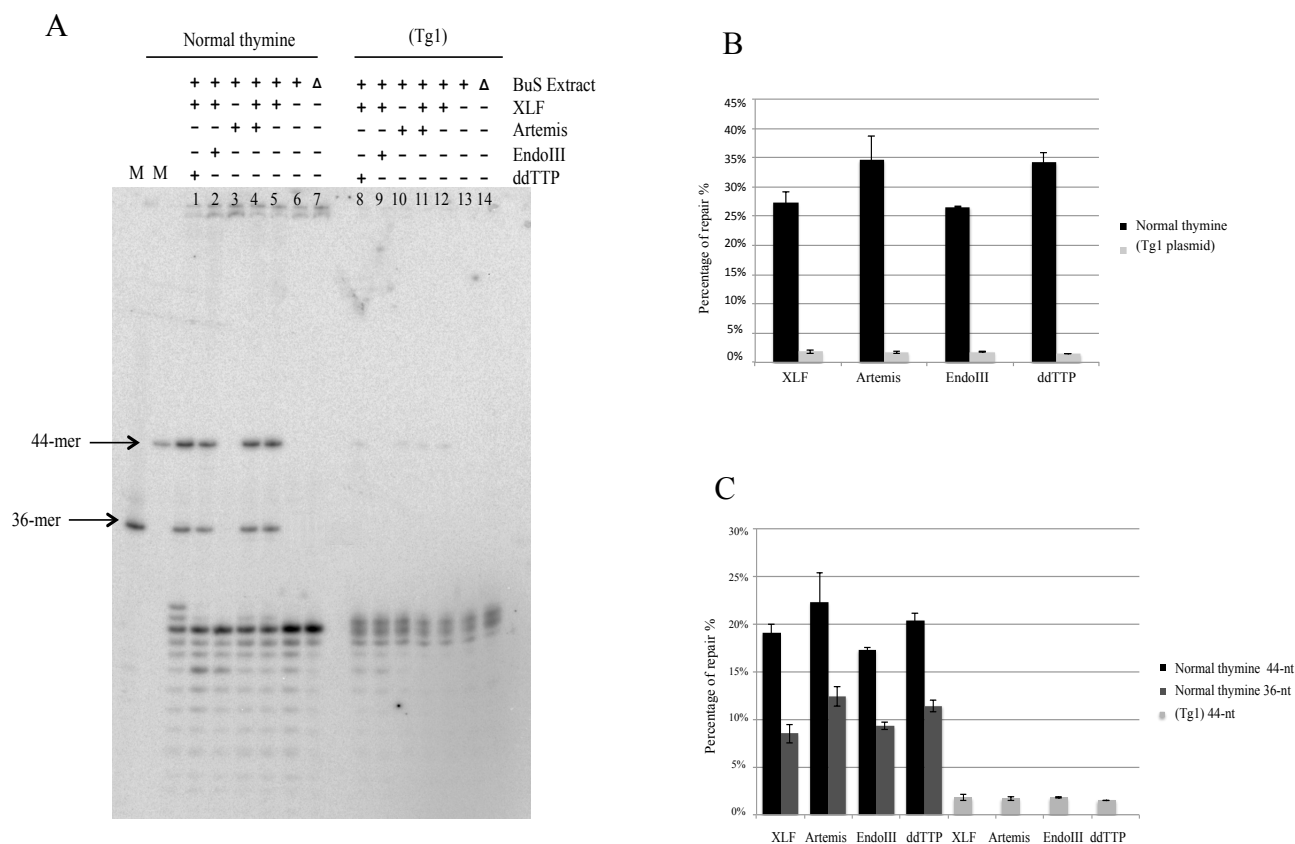 A
Normal thymine (Tg1)
+ + + + + + Δ + + + + + + Δ BuS Extract
+ + - + + - - + + - + + - - XLF
- - + + - - - - - + + - - - Artemis
- + - - - - - - + - - - - - EndoIII
M M + - - - - - - + - - - - - - ddTTP
1 2 3 4 5 6 7 8 9 10 11 12 13 14
44-mer
36-mer
B
45%
45%
35%
30%
25%
20%
15%
10%
5%
0%
Percentage of repair %
XLF Artemis EndoIII ddTTP
Normal thymine
(Tg1 plasmid)
C
30%
25%
20%
15%
10%
5%
0%
Percentage of repair %
XLF Artemis EndoIII ddTTP XLF Artemis EndoIII ddTTP
Normal thymine 44-nt
Normal thymine 36-nt
(Tg1) 44-nt